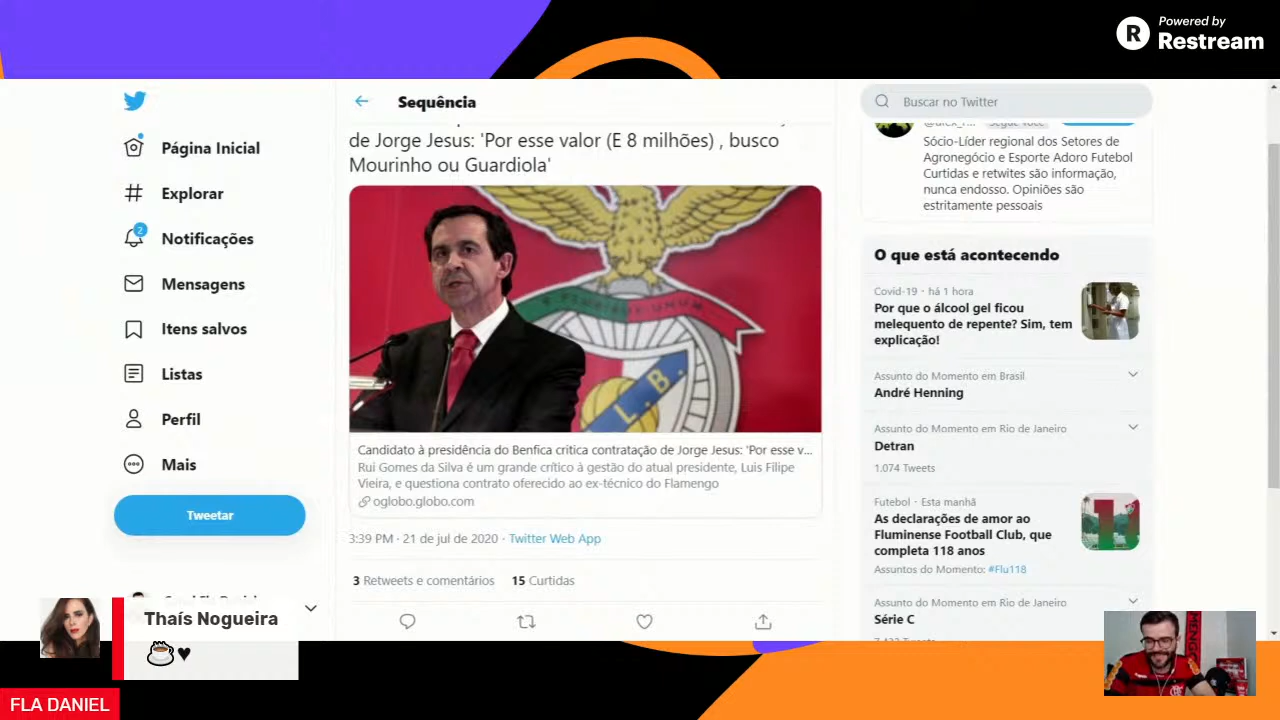 Powered by
Restream
Página Inicial
Explorar
2
Notificações
Mensagens
Itens salvos
Listas
Perfil
Mais
Tweetar
Sequência
de Jorge Jesus: 'Por esse valor (E 8 milhões) , busco
Mourinho ou Guardiola'
L. B.
Candidato à presidência do Benfica critica contratação de Jorge Jesus: 'Por esse v...
Rui Gomes da Silva é um grande crítico à gestão do atual presidente, Luis Filipe
Vieira, e questiona contrato oferecido ao ex-técnico do Flamengo
oglobo.globo.com
3:39 PM · 21 de jul de 2020 · Twitter Web App
3 Retweets e comentários 15 Curtidas
Buscar no Twitter
Segue você
Sócio-Líder regional dos Setores de
Agronegócio e Esporte Adoro Futebol
Curtidas e retwites são informação,
nunca endosso. Opiniões são
estritamente pessoais
O que está acontecendo
Covid-19 · há 1 hora
Por que o álcool gel ficou
melequento de repente? Sim, tem
explicação!
Assunto do Momento em Brasil
André Henning
Assunto do Momento em Rio de Janeiro
Detran
1.074 Tweets
Futebol · Esta manhã
As declarações de amor ao
Fluminense Football Club, que
completa 118 anos
Assuntos do Momento: #Flu118
Assunto do Momento em Rio de Janeiro
Série C
Thaís Nogueira
☕♥
FLA DANIEL